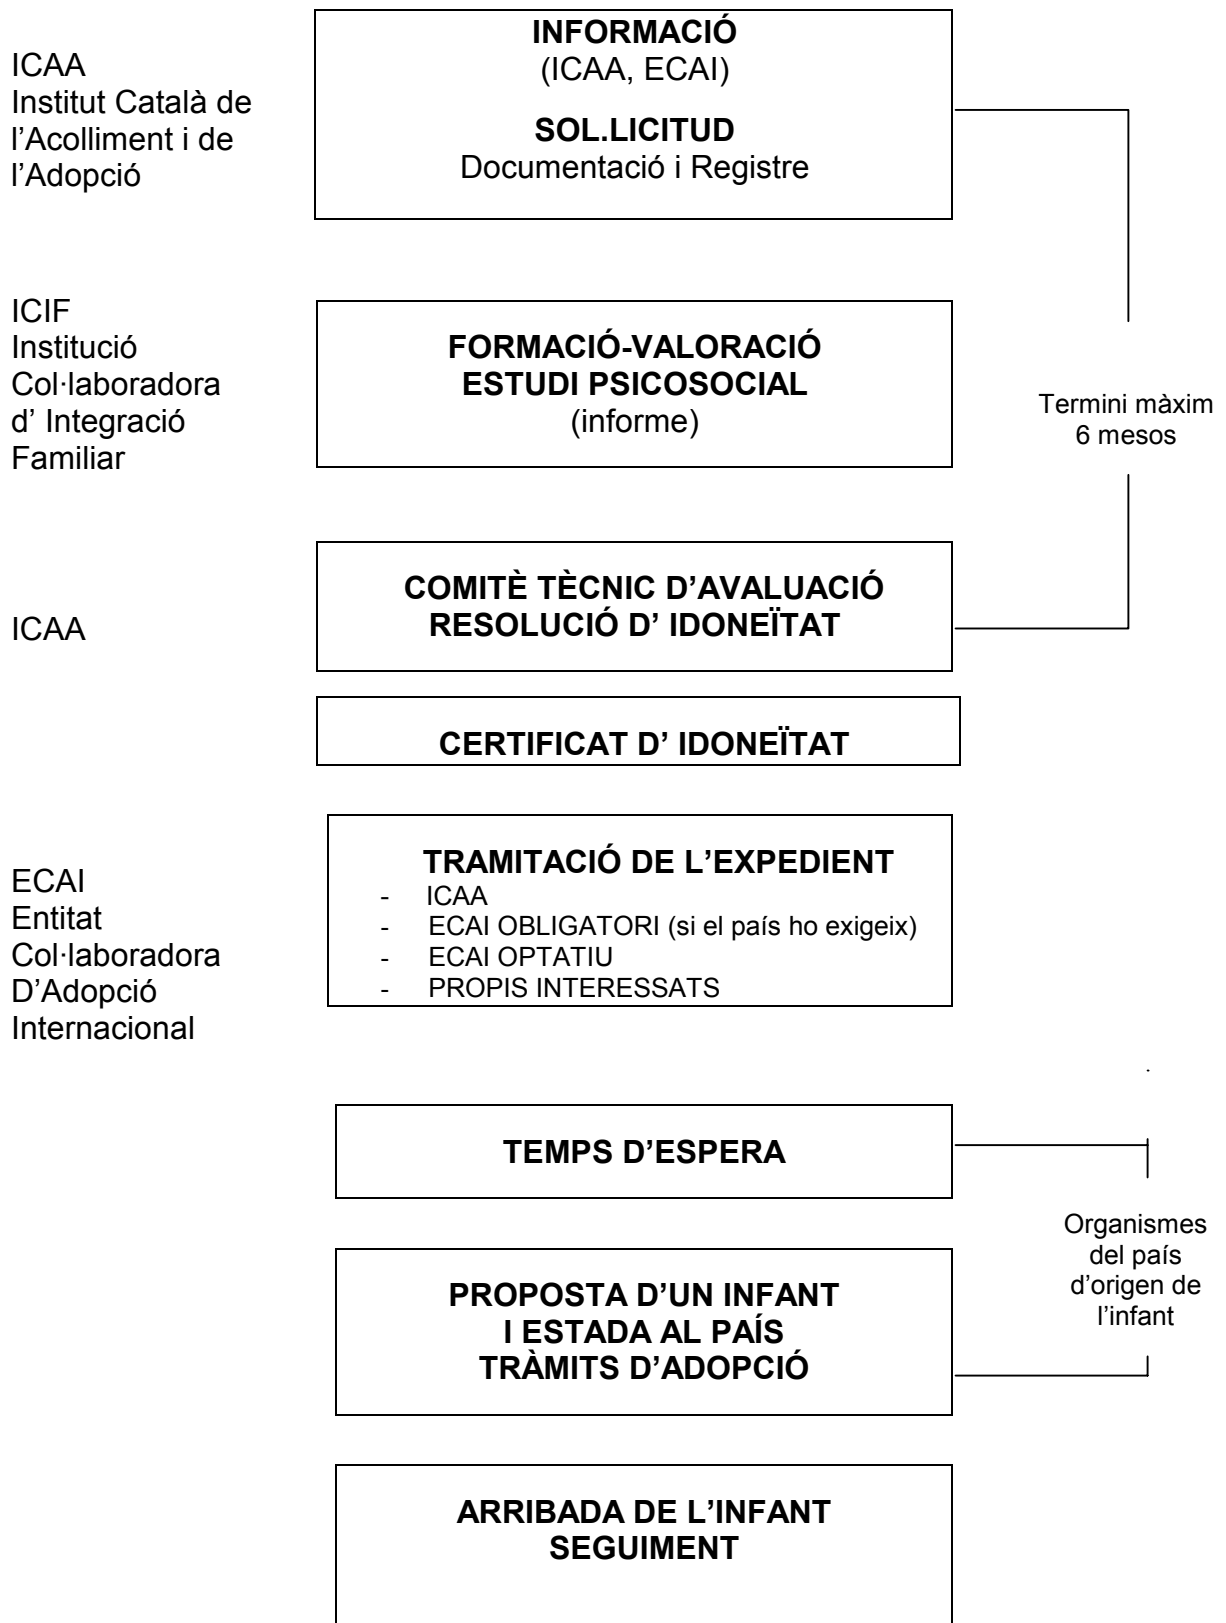 ICAA
Institut Català de
l’Acolliment i de
l’Adopció
INFORMACIÓ
(ICAA, ECAI)
SOL.LICITUD
Documentació i Registre
ICIF
Institució
Col·laboradora
d’ Integració
Familiar
FORMACIÓ-VALORACIÓ
ESTUDI PSICOSOCIAL
(informe)
Termini màxim
6 mesos
ICAA
COMITÈ TÈCNIC D’AVALUACIÓ
RESOLUCIÓ D’ IDONEÏTAT
CERTIFICAT D’ IDONEÏTAT
ECAI
Entitat
Col·laboradora
D’Adopció
Internacional
TRAMITACIÓ DE L’EXPEDIENT
- ICAA
- ECAI OBLIGATORI (si el país ho exigeix)
- ECAI OPTATIU
- PROPIS INTERESSATS
TEMPS D’ESPERA
Organismes
del país
d’origen de
l’infant
PROPOSTA D’UN INFANT
I ESTADA AL PAÍS
TRÀMITS D’ADOPCIÓ
ARRIBADA DE L’INFANT
SEGUIMENT